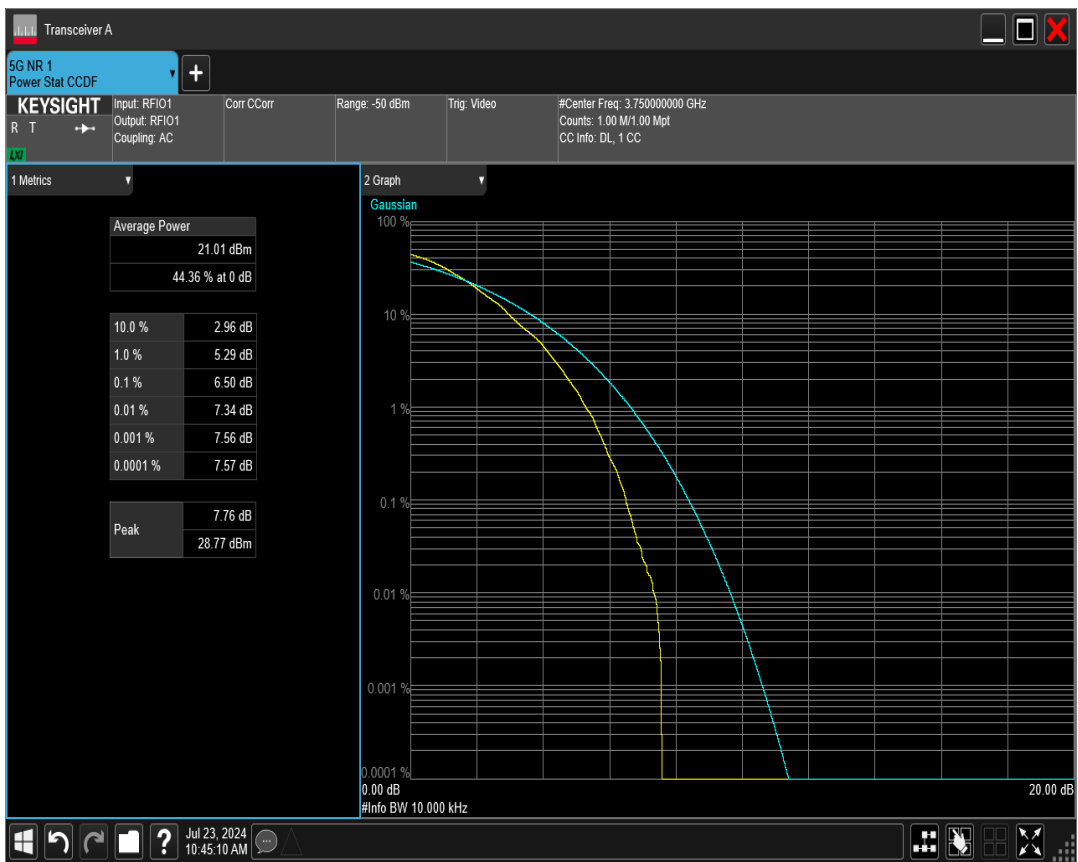 Transceiver A
5G NR 1
Power Stat CCDF
KEYSIGHT
R T
LXI
Input: RFIO1
Output: RFIO1
Coupling: AC
Corr CCorr
Range: -50 dBm
Trig: Video
#Center Freq: 3.750000000 GHz
Counts: 1.00 M/1.00 Mpt
CC Info: DL, 1 CC
1 Metrics
Average Power
21.01 dBm
44.36 % at 0 dB
10.0 % 2.96 dB
1.0 % 5.29 dB
0.1 % 6.50 dB
0.01 % 7.34 dB
0.001 % 7.56 dB
0.0001 % 7.57 dB
Peak 7.76 dB
28.77 dBm
2 Graph
Gaussian
100 %
10 %
1 %
0.1 %
0.01 %
0.001 %
0.0001 %
0.00 dB 20.00 dB
#Info BW 10.000 kHz
Jul 23, 2024
10:45:10 AM